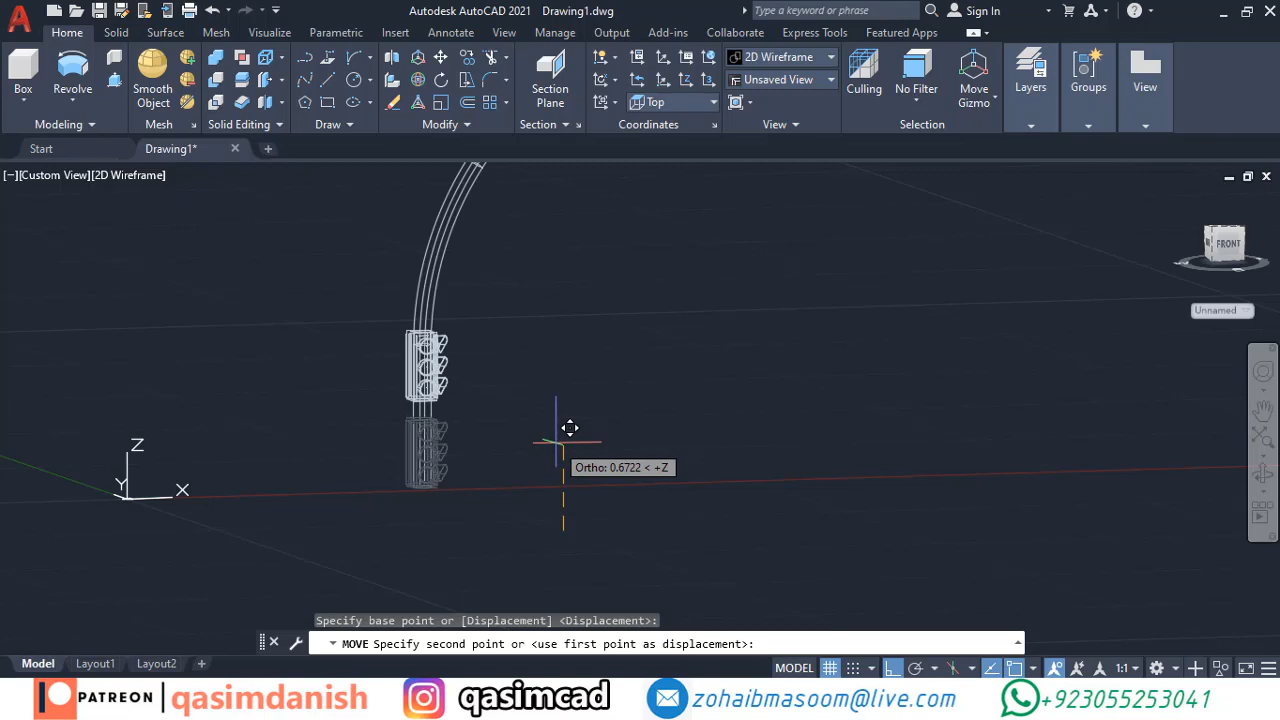 Autodesk AutoCAD 2021 Drawing1.dwg
Type a keyword or phrase
Sign In
Home Solid Surface Mesh Visualize Parametric Insert Annotate View Manage Output Add-ins Collaborate Express Tools Featured Apps
Box
Revolve
Smooth
Object
Section
Plane
2D Wireframe
Unsaved View
Top
Culling
No Filter
Move
Gizmo
Layers
Groups
View
Modeling
Mesh
Solid Editing
Draw
Modify
Section
Coordinates
View
Selection
Start
Drawing1*
[−][Custom View][2D Wireframe]
FRONT
Unnamed
Z
Y
X
Ortho: 0.6722 < +Z
Specify base point or [Displacement] <Displacement>:
MOVE Specify second point or <use first point as displacement>:
Model Layout1 Layout2
MODEL
1:1
PATREON qasimdanish
qasimcad
zohaibmasoom@live.com
+923055253041